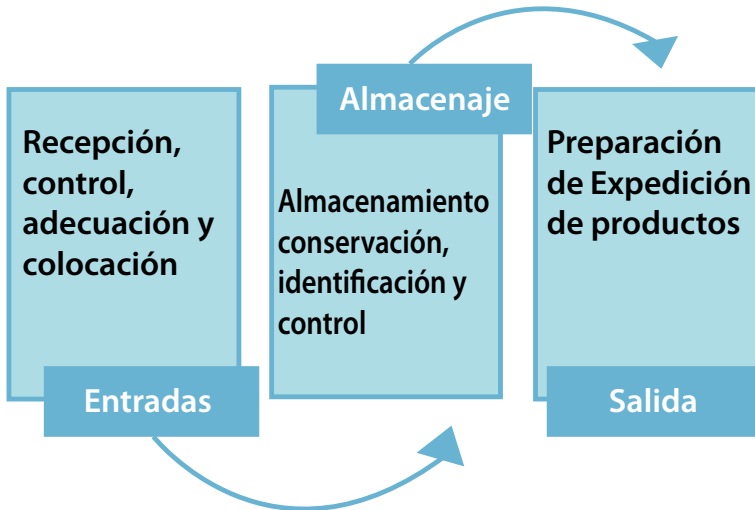 Recepción,
control,
adecuación y
colocación
Entradas
Almacenaje
Almacenamiento
conservación,
identificación y
control
Preparación
de Expedición
de productos
Salida